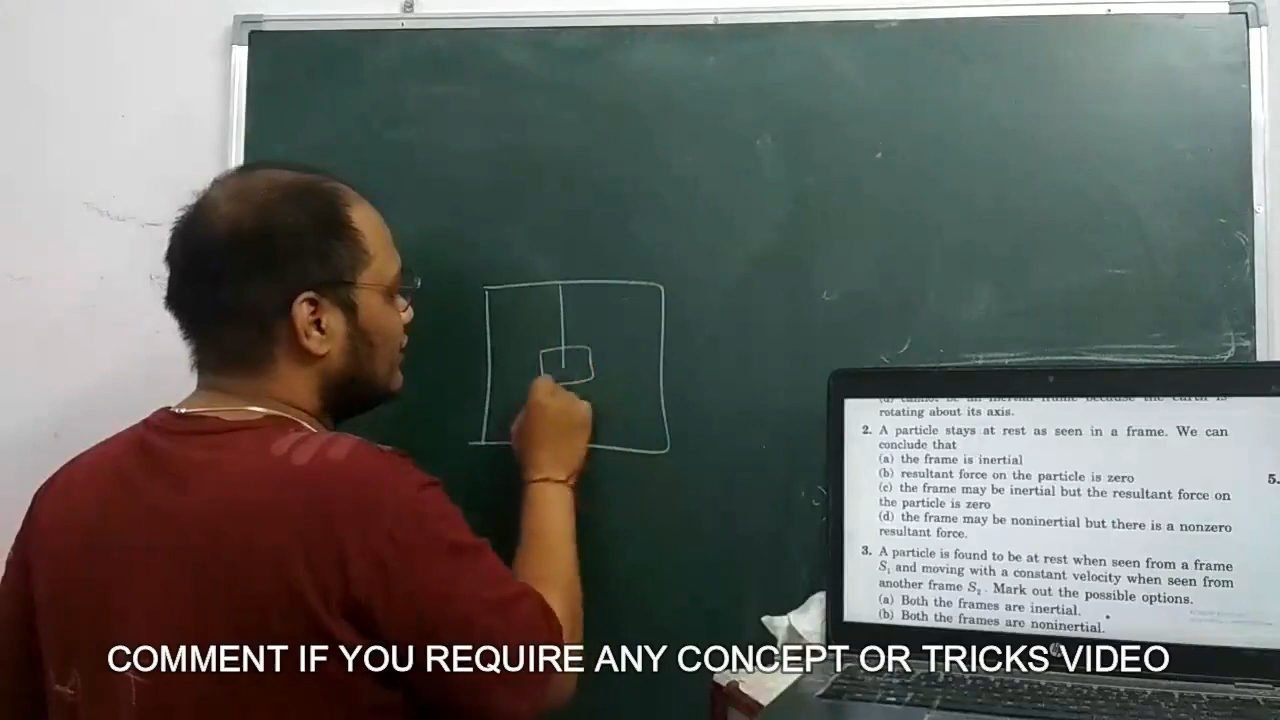 rotating about its axis.
2. A particle stays at rest as seen in a frame. We can
conclude that
(a) the frame is inertial
(b) resultant force on the particle is zero
(c) the frame may be inertial but the resultant force on
the particle is zero
(d) the frame may be noninertial but there is a nonzero
resultant force.
3. A particle is found to be at rest when seen from a frame
S₁ and moving with a constant velocity when seen from
another frame S₂. Mark out the possible options.
(a) Both the frames are inertial.
(b) Both the frames are noninertial.
5.
COMMENT IF YOU REQUIRE ANY CONCEPT OR TRICKS VIDEO